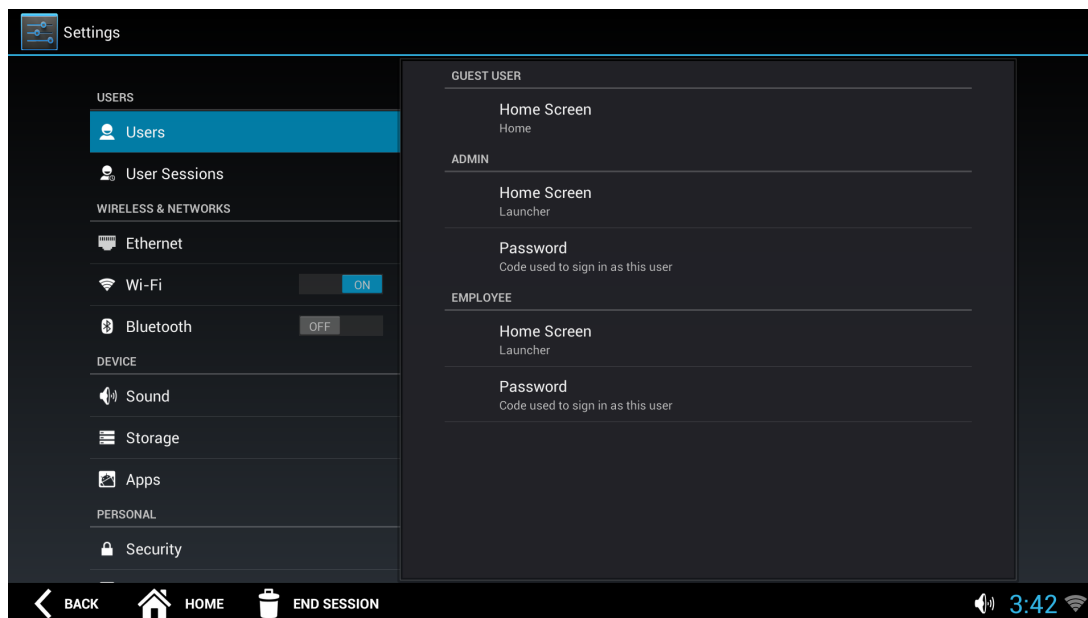 Settings
USERS
Users
User Sessions
WIRELESS & NETWORKS
Ethernet
Wi-Fi ON
Bluetooth OFF
DEVICE
Sound
Storage
Apps
PERSONAL
Security
GUEST USER
Home Screen
Home
ADMIN
Home Screen
Launcher
Password
Code used to sign in as this user
EMPLOYEE
Home Screen
Launcher
Password
Code used to sign in as this user
BACK HOME END SESSION 3:42